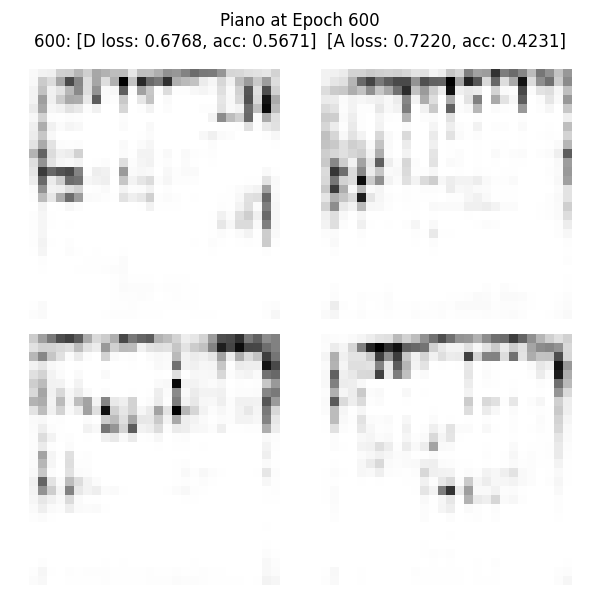 Piano at Epoch 600
600: [D loss: 0.6768, acc: 0.5671]  [A loss: 0.7220, acc: 0.4231]